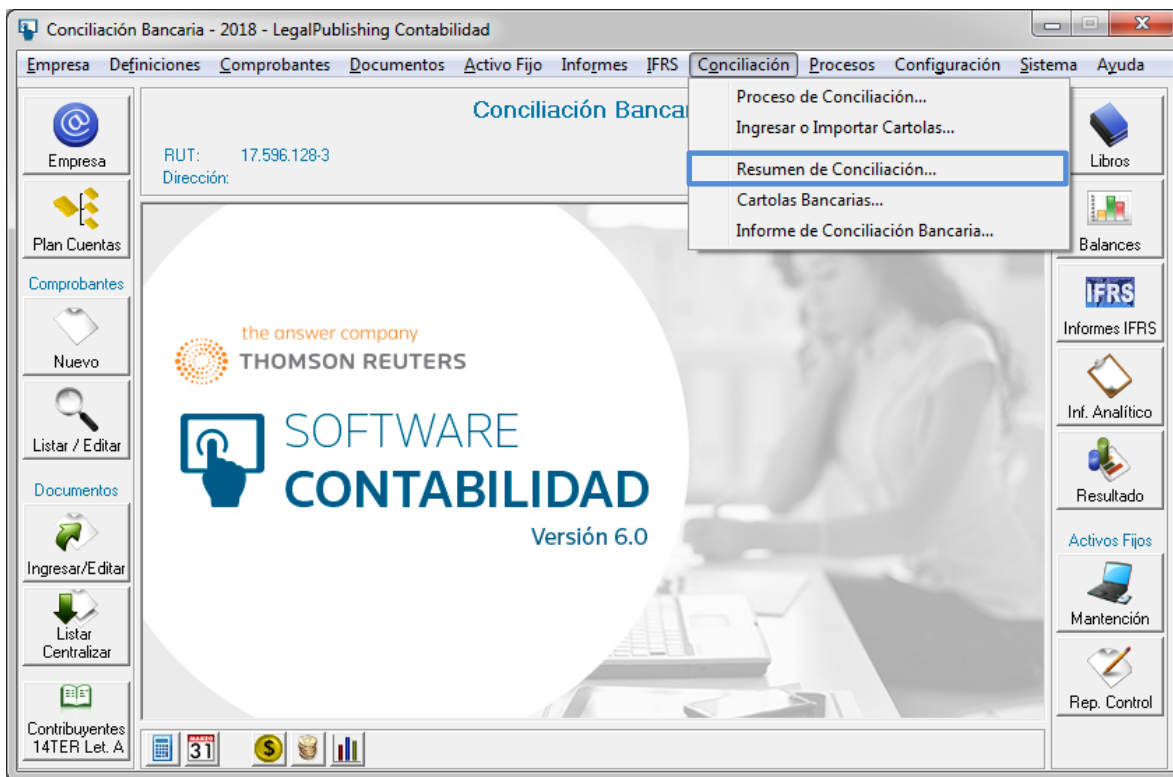 Conciliación Bancaria - 2018 - LegalPublishing Contabilidad
Empresa Definiciones Comprobantes Documentos Activo Fijo Informes IFRS Conciliación Procesos Configuración Sistema Ayuda
Proceso de Conciliación...
Ingresar o Importar Cartolas...
Resumen de Conciliación...
Cartolas Bancarias...
Informe de Conciliación Bancaria...
Conciliación Bancar
RUT: 17.596.128-3
Dirección:
Empresa
Plan Cuentas
Comprobantes
Nuevo
Listar / Editar
Documentos
Ingresar/Editar
Listar
Centralizar
Contribuyentes
14TER Let. A
the answer company
THOMSON REUTERS
SOFTWARE
CONTABILIDAD
Versión 6.0
Libros
Balances
IFRS
Informes IFRS
Inf. Analítico
Resultado
Activos Fijos
Mantención
Rep. Control
MARZO
31
$